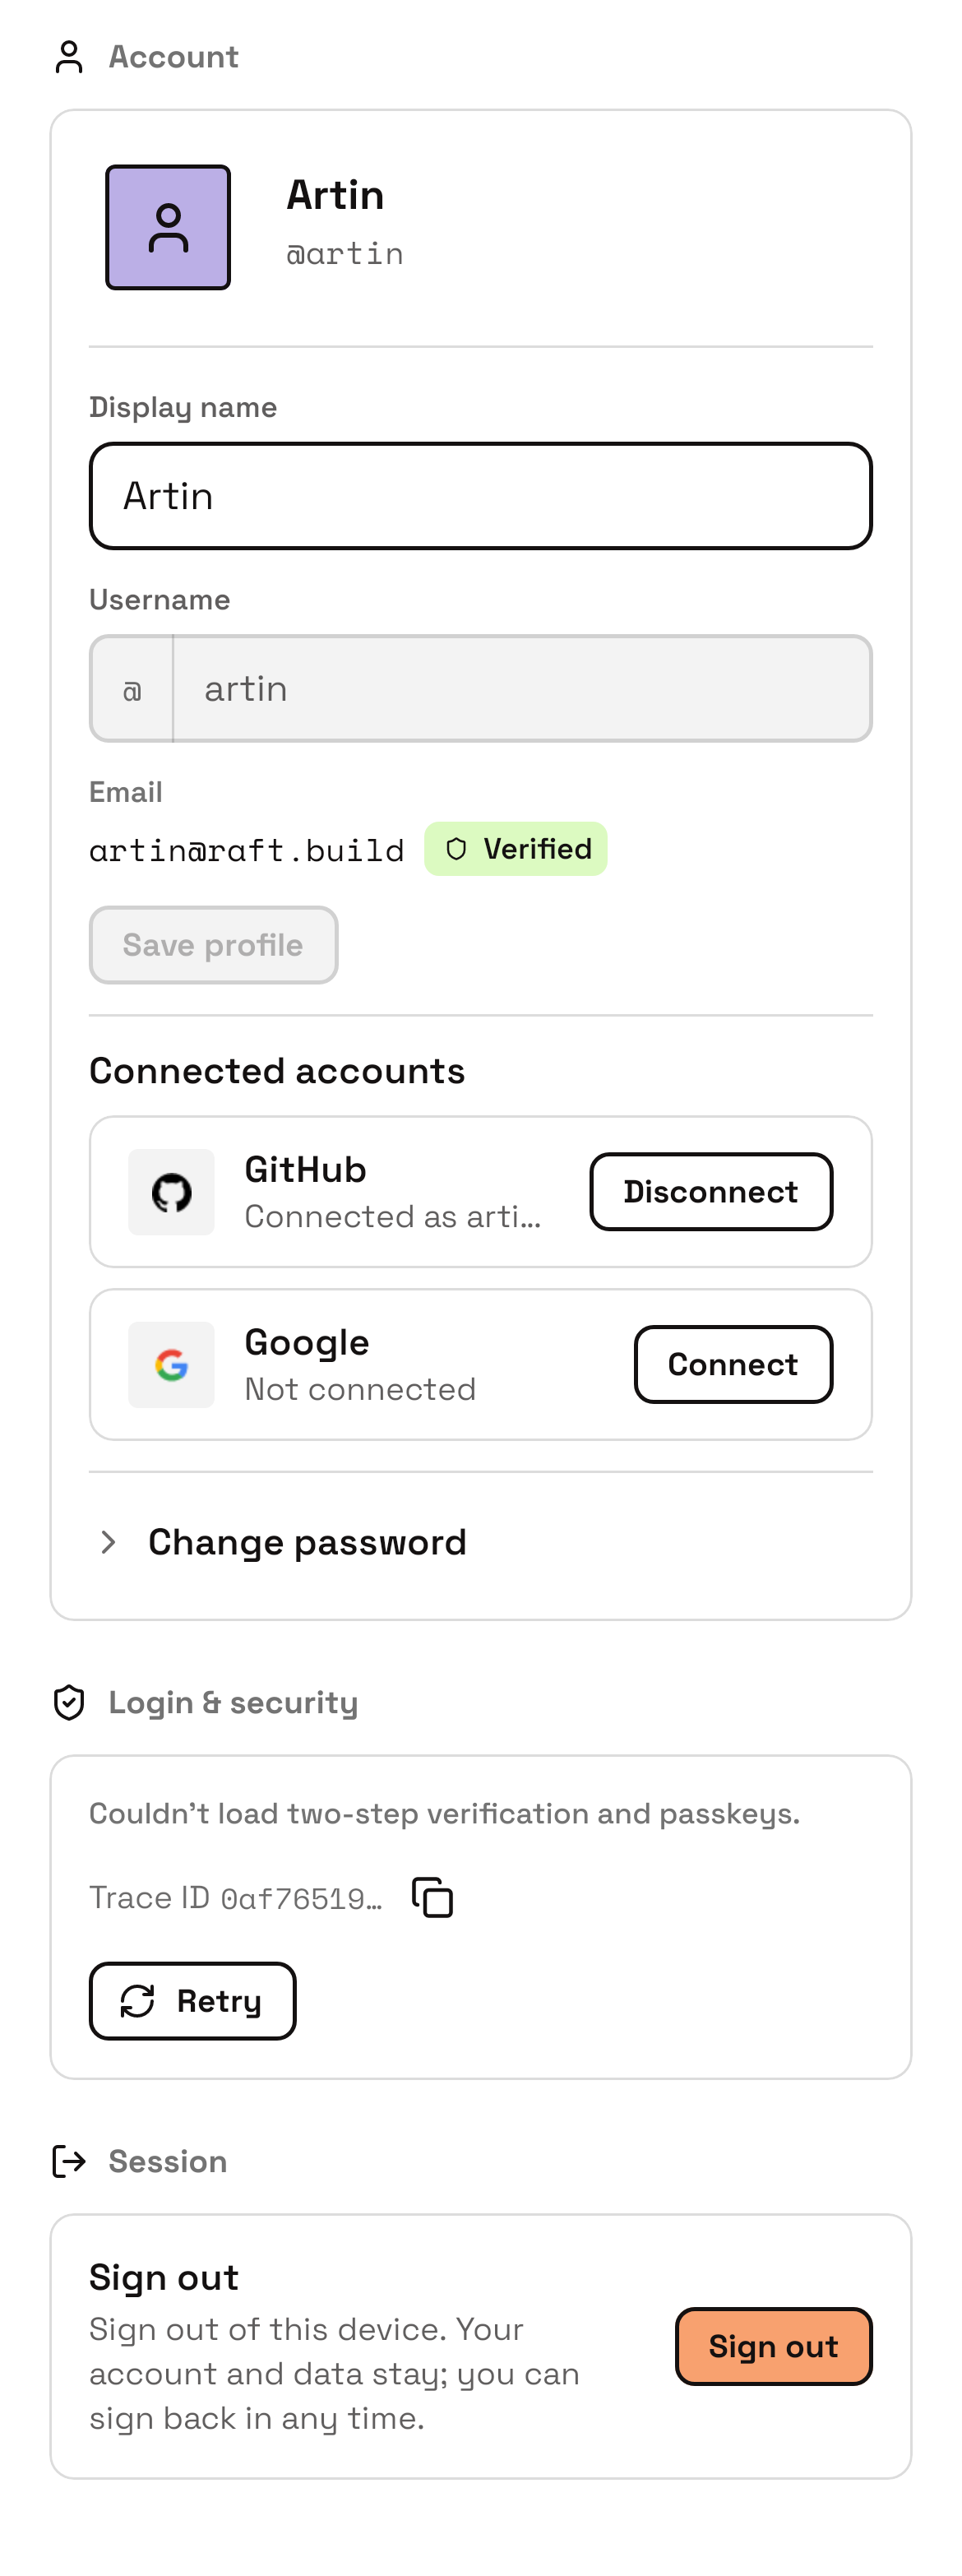 Account
Artin
@artin
Display name
Artin
Username
@ artin
Email
artin@raft.build Verified
Save profile
Connected accounts
GitHub
Connected as arti... Disconnect
Google
Not connected Connect
Change password
Login & security
Couldn’t load two-step verification and passkeys.
Trace ID 0af76519…
Retry
Session
Sign out
Sign out of this device. Your
account and data stay; you can
sign back in any time.
Sign out